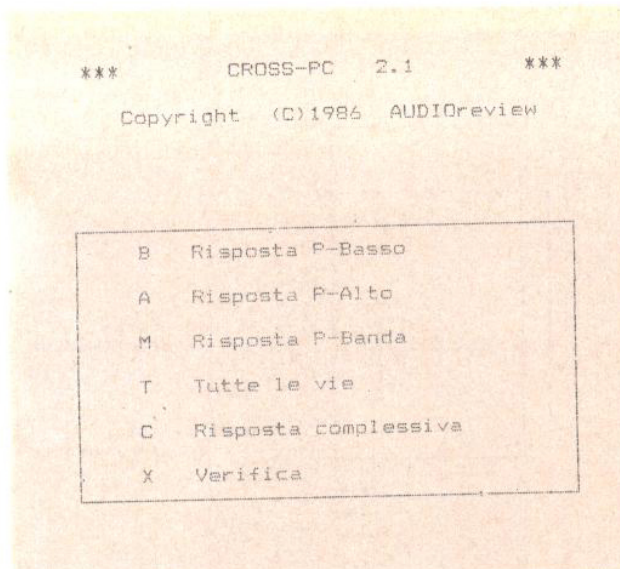 *** CROSS-PC 2.1 ***
Copyright (C)1986 AUDIOreview
B Risposta P-Basso
A Risposta P-Alto
M Risposta P-Banda
T Tutte le vie
C Risposta complessiva
X Verifica